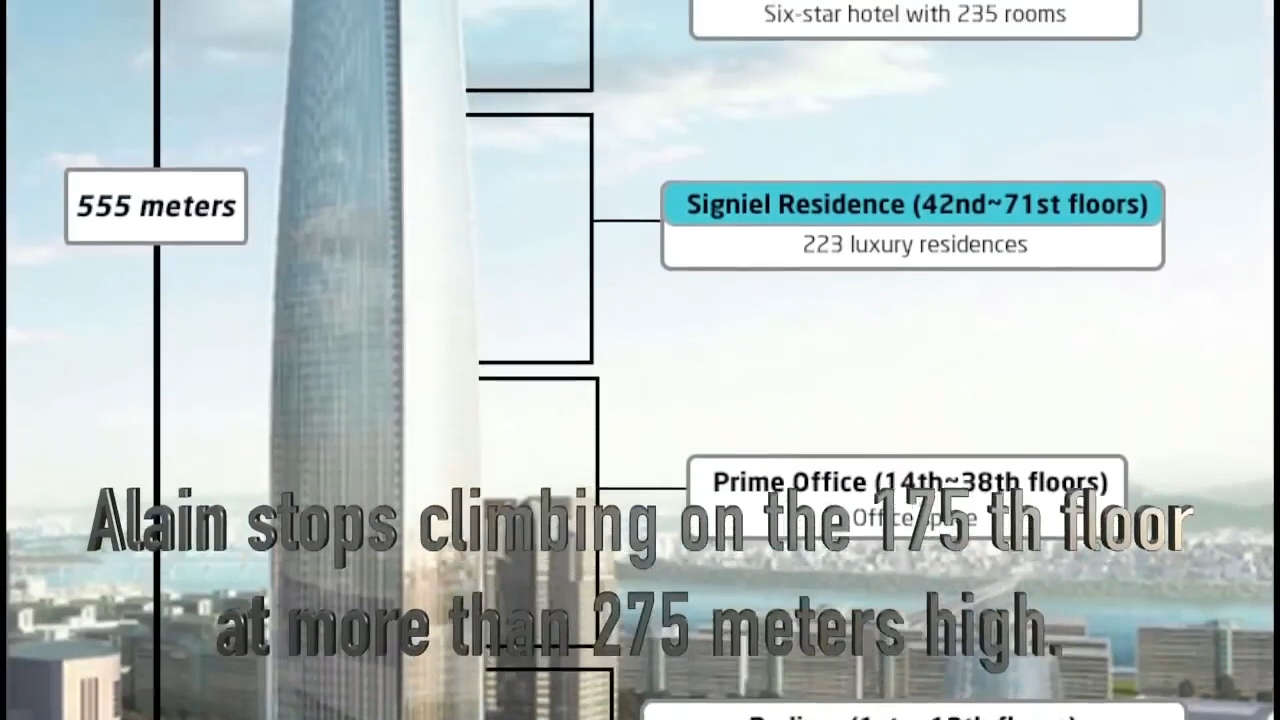 Six-star hotel with 235 rooms
555 meters
Signiel Residence (42nd~71st floors)
223 luxury residences
Prime Office (14th~38th floors)
Office
Alain stops climbing on the 175 th floor
at more than 275 meters high.